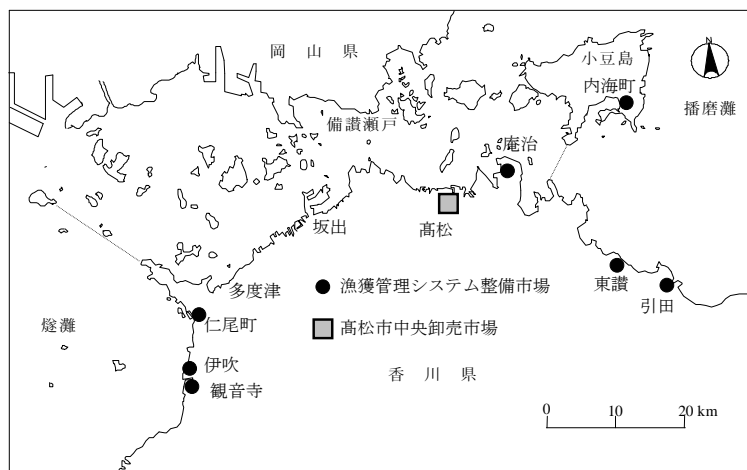 岡 山 県
小豆島
内海町
播磨灘
備讃瀬戸
庵治
坂出
髙松
多度津
東讃
引田
漁獲管理システム整備市場
仁尾町
燧灘
髙松市中央卸売市場
伊吹
観音寺
香 川 県
0 10 20 km